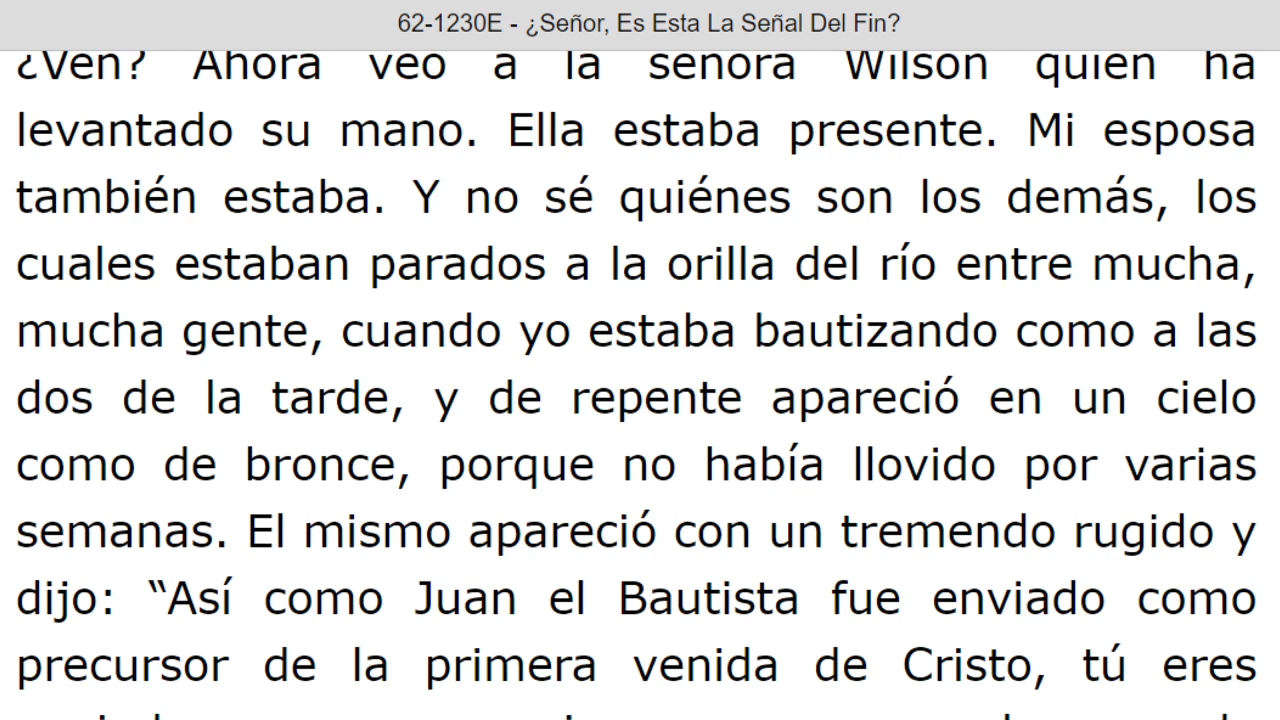 62-1230E - ¿Señor, Es Esta La Señal Del Fin?
¿Ven? Ahora veo a la señora Wilson quien ha
levantado su mano. Ella estaba presente. Mi esposa
también estaba. Y no sé quiénes son los demás, los
cuales estaban parados a la orilla del río entre mucha,
mucha gente, cuando yo estaba bautizando como a las
dos de la tarde, y de repente apareció en un cielo
como de bronce, porque no había llovido por varias
semanas. El mismo apareció con un tremendo rugido y
dijo: “Así como Juan el Bautista fue enviado como
precursor de la primera venida de Cristo, tú eres